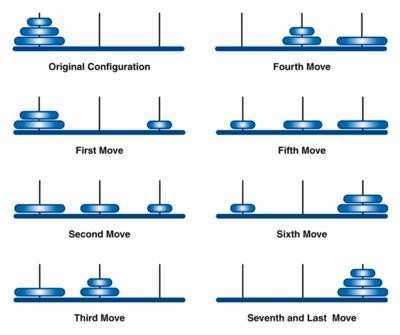 Original Configuration
Fourth Move
First Move
Fifth Move
Second Move
Sixth Move
Third Move
Seventh and Last Move